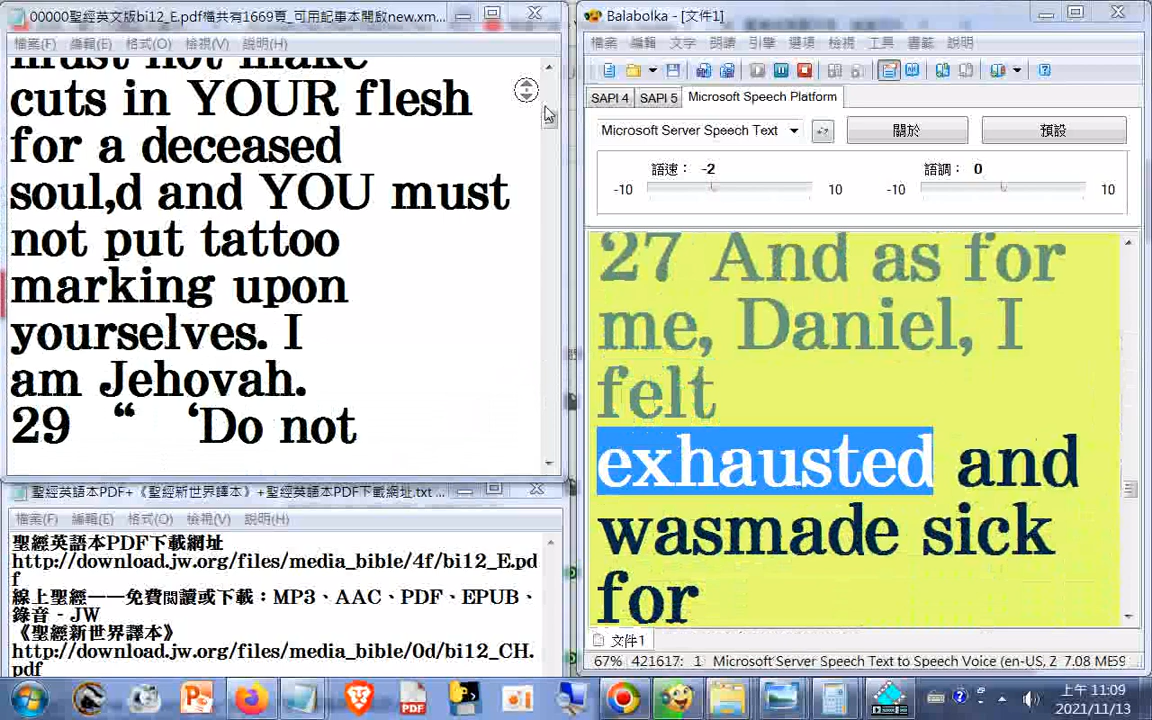 00000聖經英文版bi12_E.pdf檔共有1669頁_可用記事本開啟new.xm...
檔案(F) 編輯(E) 格式(O) 檢視(V) 說明(H)
must not make
cuts in YOUR flesh
for a deceased
soul,d and YOU must
not put tattoo
marking upon
yourselves. I
am Jehovah.
29 “ ‘Do not
聖經英語本PDF+《聖經新世界譯本》+聖經英語本PDF下載網址.txt ...
檔案(F) 編輯(E) 格式(O) 檢視(V) 說明(H)
聖經英語本PDF下載網址
http://download.jw.org/files/media_bible/4f/bi12_E.pd
f
線上聖經——免費閱讀或下載：MP3、AAC、PDF、EPUB、
錄音 - JW
《聖經新世界譯本》
http://download.jw.org/files/media_bible/0d/bi12_CH.
pdf
Balabolka - [文件1]
檔案 編輯 文字 朗讀 引擎 選項 檢視 工具 書籤 說明
SAPI 4 SAPI 5 Microsoft Speech Platform
Microsoft Server Speech Text 關於 預設
語速： -2 語調： 0
-10 10 -10 10
27 And as for
me, Daniel, I
felt
exhausted and
wasmade sick
for
文件1
67% 421617: 1 Microsoft Server Speech Text to Speech Voice (en-US, Z 7.08 ME59
PDF
上午 11:09
2021/11/13